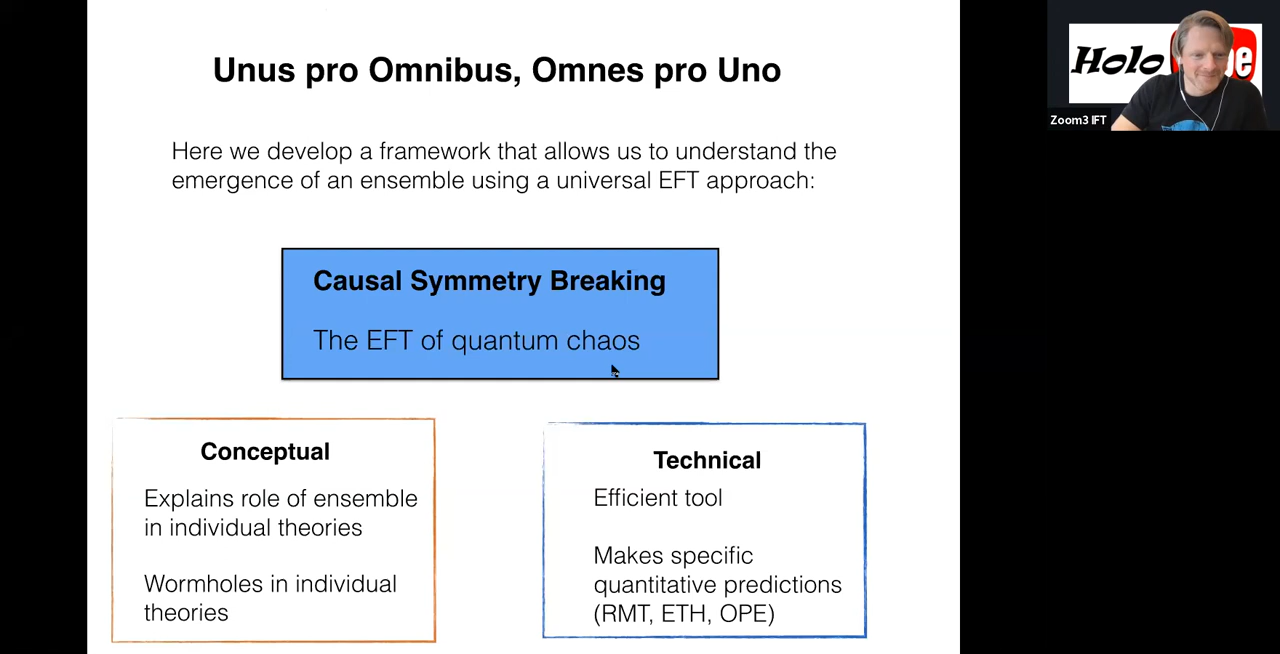 Unus pro Omnibus, Omnes pro Uno
Here we develop a framework that allows us to understand the
emergence of an ensemble using a universal EFT approach:
Causal Symmetry Breaking
The EFT of quantum chaos
Conceptual
Explains role of ensemble
in individual theories
Wormholes in individual
theories
Technical
Efficient tool
Makes specific
quantitative predictions
(RMT, ETH, OPE)
Holo
Zoom3 IFT